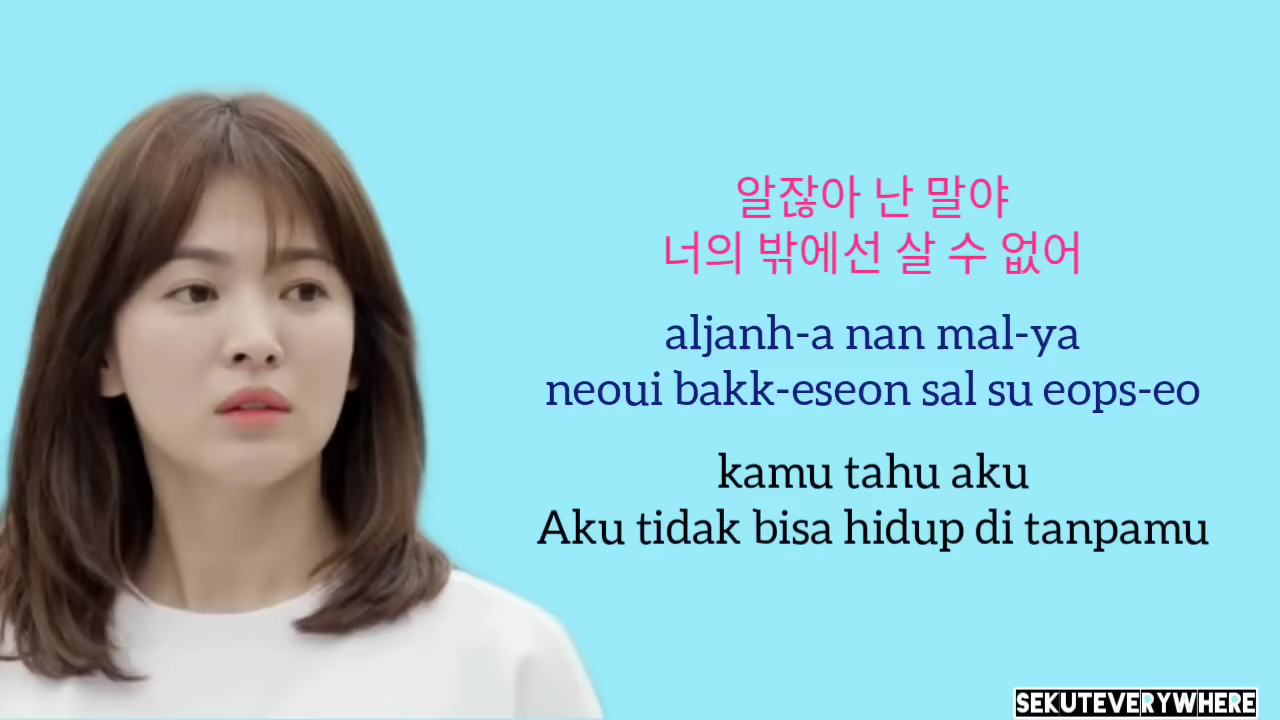 알잖아 난 말야
너의 밖에선 살 수 없어
aljanh-a nan mal-ya
neoui bakk-eseon sal su eops-eo
kamu tahu aku
Aku tidak bisa hidup di tanpamu
SEKUTEVERYWHERE